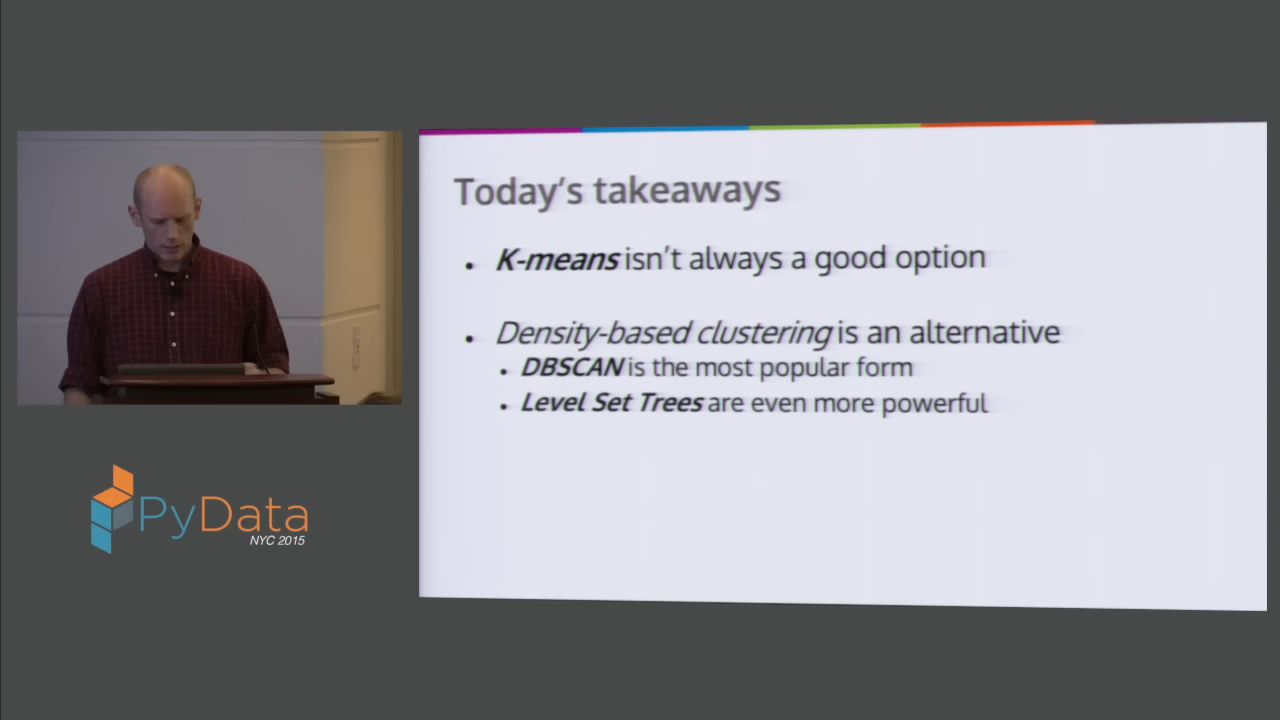 Today's takeaways
• K-means isn't always a good option
• Density-based clustering is an alternative
• DBSCAN is the most popular form
• Level Set Trees are even more powerful
PyData
NYC 2015